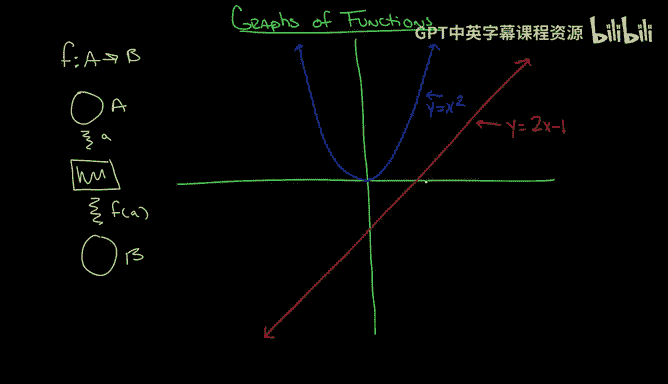 Graphs of Functions
GPT中英字幕课程资源 bilibili
f: A → B
A
a
f(a)
B
y=x²
y=2x-1